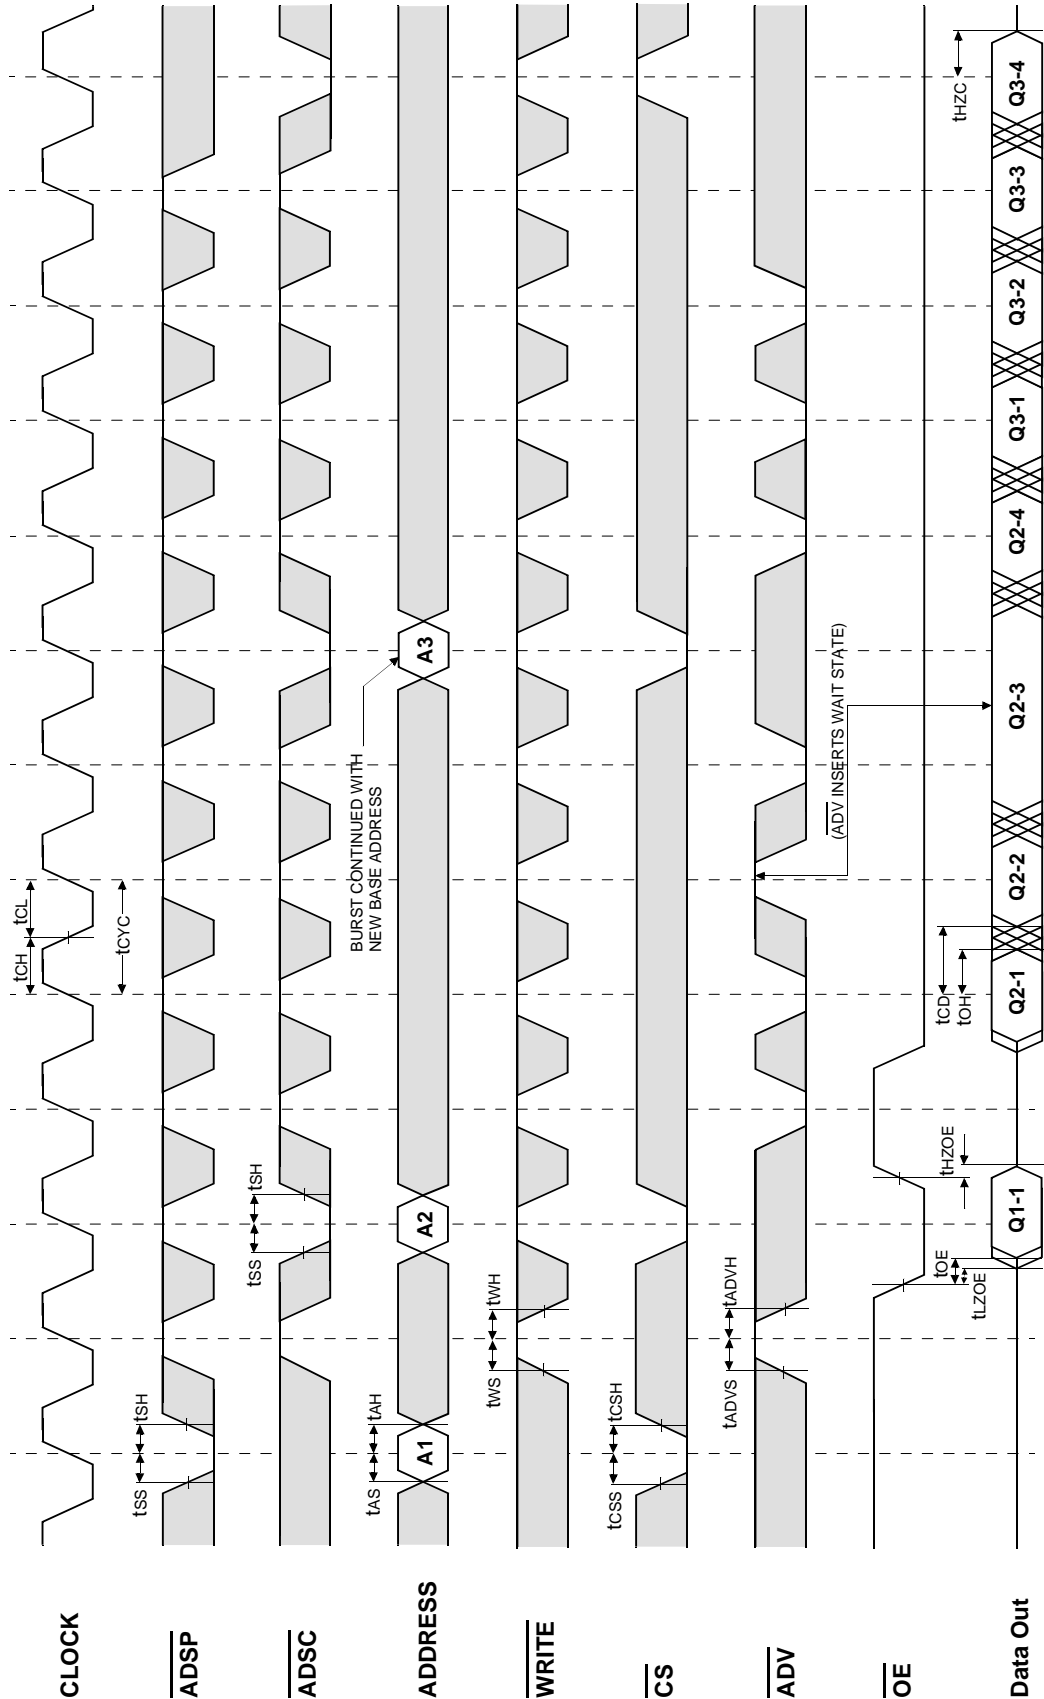 CLOCK
tCH
tCL
tCYC
ADSP
tSS
tSH
ADSC
tSS
tSH
ADDRESS
tAS
tAH
A1
A2
A3
BURST CONTINUED WITH
NEW BASE ADDRESS
WRITE
tWS
tWH
CS
tCSS
tCSH
ADV
tADVS
tADVH
(ADV INSERTS WAIT STATE)
OE
Data Out
tOE
tLZOE
tHZOE
tCD
tOH
tHZC
Q1-1
Q2-1
Q2-2
Q2-3
Q2-4
Q3-1
Q3-2
Q3-3
Q3-4